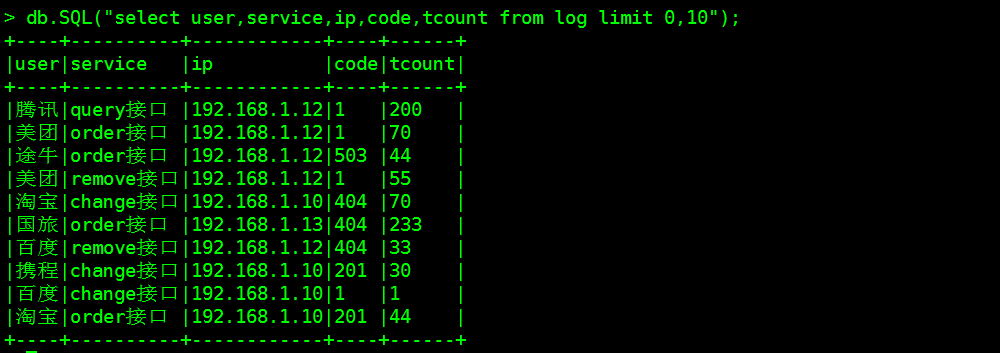 > db.SQL("select user,service,ip,code,tcount from log limit 0,10");
+----+----------+------------+----+------+
|user|service   |ip          |code|tcount|
+----+----------+------------+----+------+
|腾讯|query接口 |192.168.1.12|1   |200   |
|美团|order接口 |192.168.1.12|1   |70    |
|途牛|order接口 |192.168.1.12|503 |44    |
|美团|remove接口|192.168.1.12|1   |55    |
|淘宝|change接口|192.168.1.10|404 |70    |
|国旅|order接口 |192.168.1.13|404 |233   |
|百度|remove接口|192.168.1.12|404 |33    |
|携程|change接口|192.168.1.10|201 |30    |
|百度|change接口|192.168.1.10|1   |1     |
|淘宝|order接口 |192.168.1.10|201 |44    |
+----+----------+------------+----+------+